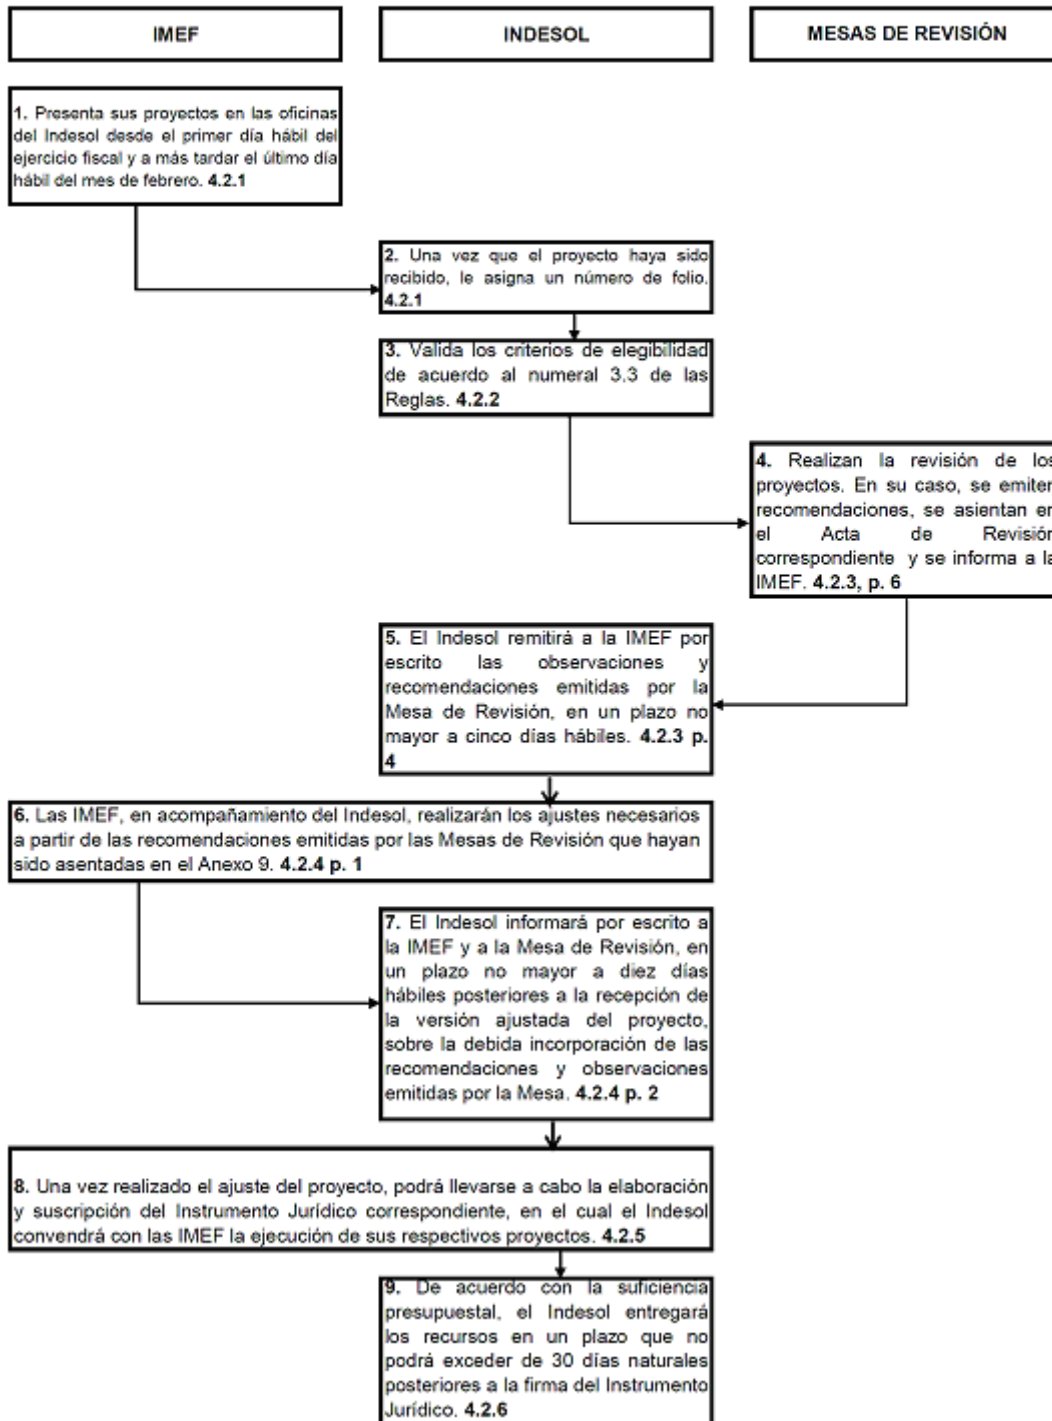 IMEF
INDESOL
MESAS DE REVISIÓN
1. Presenta sus proyectos en las oficinas
del Indesol desde el primer día hábil del
ejercicio fiscal y a más tardar el último día
hábil del mes de febrero. 4.2.1
2. Una vez que el proyecto haya sido
recibido, le asigna un número de folio.
4.2.1
3. Valida los criterios de elegibilidad
de acuerdo al numeral 3.3 de las
Reglas. 4.2.2
4. Realizan la revisión de los
proyectos. En su caso, se emiten
recomendaciones, se asientan en
el Acta de Revisión
correspondiente y se informa a la
IMEF. 4.2.3, p. 6
5. El Indesol remitirá a la IMEF por
escrito las observaciones y
recomendaciones emitidas por la
Mesa de Revisión, en un plazo no
mayor a cinco días hábiles. 4.2.3 p.
4
6. Las IMEF, en acompañamiento del Indesol, realizarán los ajustes necesarios
a partir de las recomendaciones emitidas por las Mesas de Revisión que hayan
sido asentadas en el Anexo 9. 4.2.4 p. 1
7. El Indesol informará por escrito a
la IMEF y a la Mesa de Revisión, en
un plazo no mayor a diez días
hábiles posteriores a la recepción de
la versión ajustada del proyecto,
sobre la debida incorporación de las
recomendaciones y observaciones
emitidas por la Mesa. 4.2.4 p. 2
8. Una vez realizado el ajuste del proyecto, podrá llevarse a cabo la elaboración
y suscripción del Instrumento Jurídico correspondiente, en el cual el Indesol
convendrá con las IMEF la ejecución de sus respectivos proyectos. 4.2.5
9. De acuerdo con la suficiencia
presupuestal, el Indesol entregará
los recursos en un plazo que no
podrá exceder de 30 días naturales
posteriores a la firma del Instrumento
Jurídico. 4.2.6